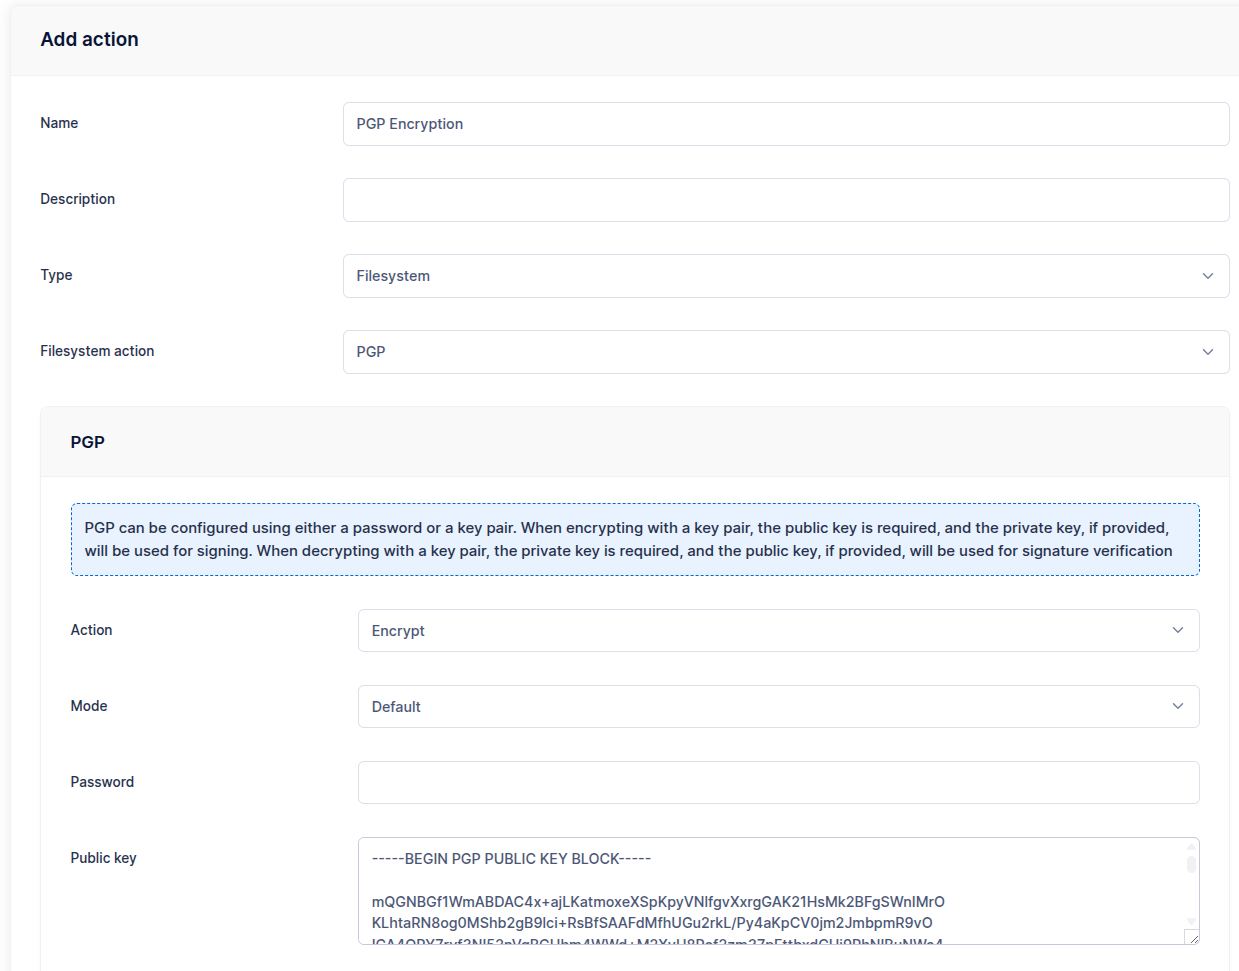 Add action
Name
PGP Encryption
Description
Type
Filesystem
Filesystem action
PGP
PGP
PGP can be configured using either a password or a key pair. When encrypting with a key pair, the public key is required, and the private key, if provided,
will be used for signing. When decrypting with a key pair, the private key is required, and the public key, if provided, will be used for signature verification
Action
Encrypt
Mode
Default
Password
Public key
-----BEGIN PGP PUBLIC KEY BLOCK-----
mQGNBGf1WmABDAC4x+ajLKatmoxeXSpKpyVNlfgvXxrgGAK21HsMk2BFgSWnIMrO
KLhtaRN8og0MShb2gB9lci+RsBfSAAFdMfhUGu2rkL/Py4aKpCV0jm2JmbpmR9vO